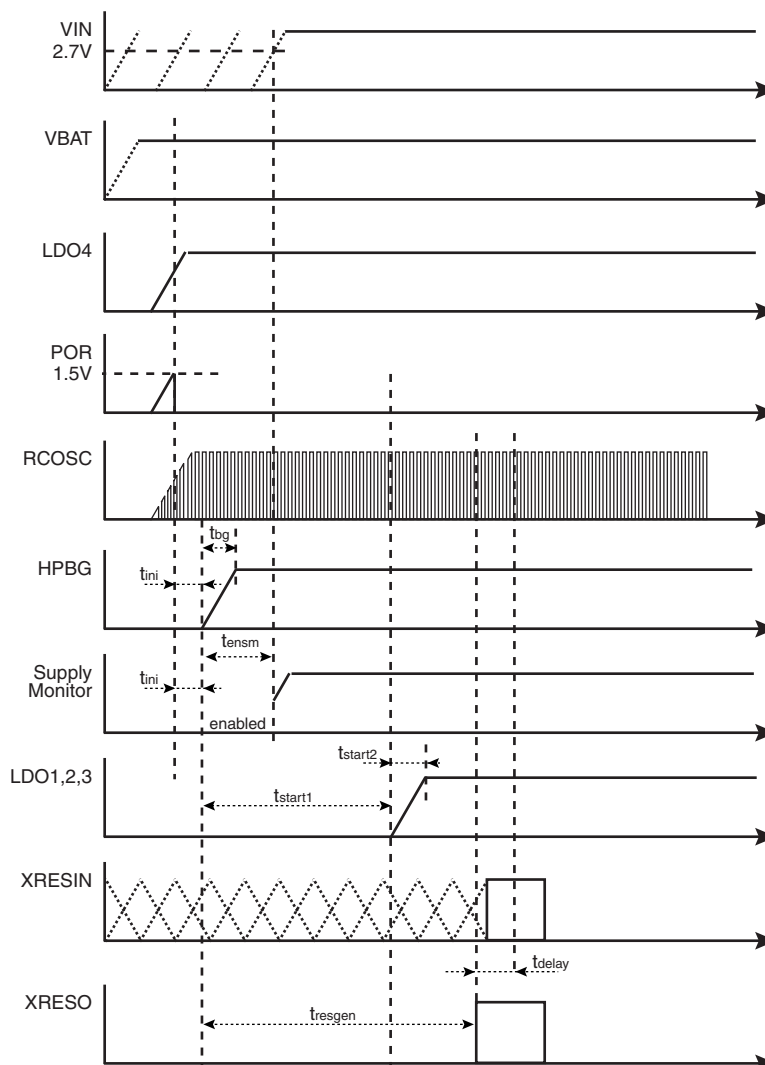 VIN
2.7V
VBAT
LDO4
POR
1.5V
RCOSC
tbg
HPBG
tini
tensm
Supply
Monitor
tini
enabled
tstart2
LDO1,2,3
tstart1
XRESIN
tdelay
XRESO
tresgen